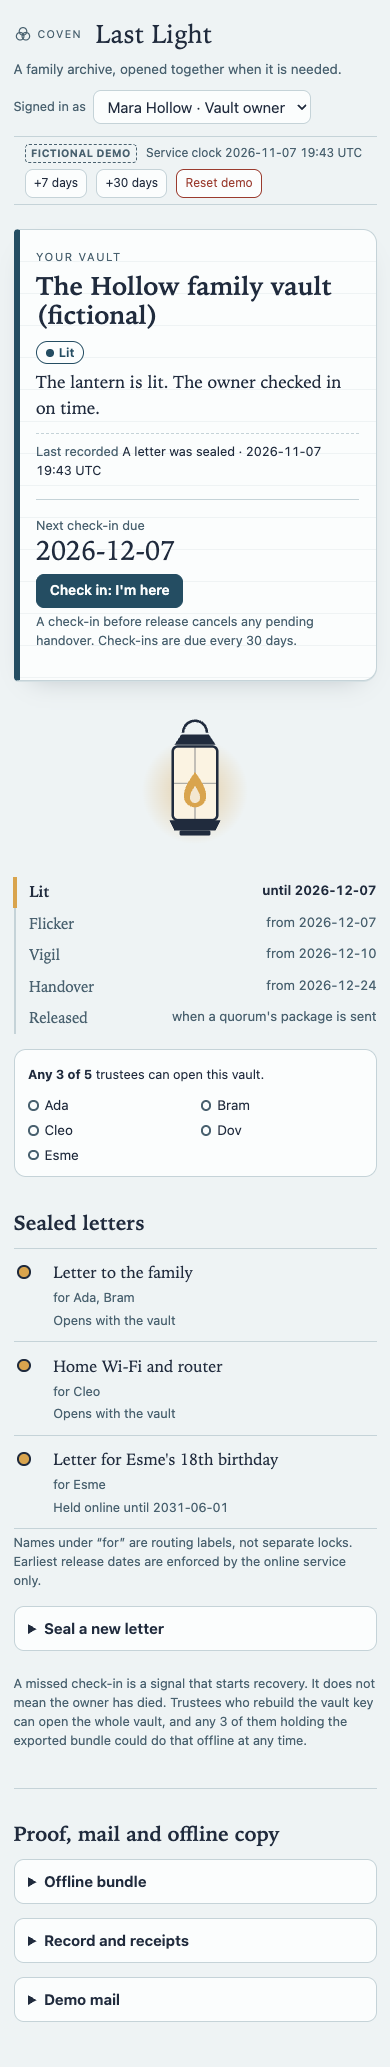 COVEN Last Light
A family archive, opened together when it is needed.
Signed in as Mara Hollow · Vault owner
FICTIONAL DEMO Service clock 2026-11-07 19:43 UTC
+7 days +30 days Reset demo
YOUR VAULT
The Hollow family vault
(fictional)
Lit
The lantern is lit. The owner checked in
on time.
Last recorded A letter was sealed · 2026-11-07
19:43 UTC
Next check-in due
2026-12-07
Check in: I'm here
A check-in before release cancels any pending
handover. Check-ins are due every 30 days.
Lit until 2026-12-07
Flicker from 2026-12-07
Vigil from 2026-12-10
Handover from 2026-12-24
Released when a quorum's package is sent
Any 3 of 5 trustees can open this vault.
Ada Bram
Cleo Dov
Esme
Sealed letters
Letter to the family
for Ada, Bram
Opens with the vault
Home Wi-Fi and router
for Cleo
Opens with the vault
Letter for Esme's 18th birthday
for Esme
Held online until 2031-06-01
Names under “for” are routing labels, not separate locks.
Earliest release dates are enforced by the online service
only.
Seal a new letter
A missed check-in is a signal that starts recovery. It does not
mean the owner has died. Trustees who rebuild the vault key
can open the whole vault, and any 3 of them holding the
exported bundle could do that offline at any time.
Proof, mail and offline copy
Offline bundle
Record and receipts
Demo mail